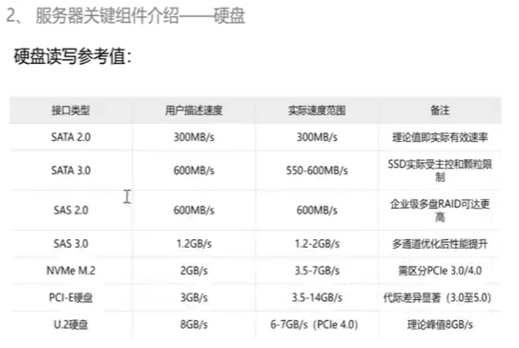 2、 服务器关键组件介绍——硬盘
硬盘读写参考值：
接口类型 用户描述速度 实际速度范围 备注
SATA 2.0 300MB/s 300MB/s 理论值即实际有效速率
SATA 3.0 600MB/s 550-600MB/s SSD实际受主控和颗粒限
制
SAS 2.0 600MB/s 600MB/s 企业级多盘RAID可达更
高
SAS 3.0 1.2GB/s 1.2-2GB/s 多通道优化后性能提升
NVMe M.2 2GB/s 3.5-7GB/s 需区分PCIe 3.0/4.0
PCI-E硬盘 3GB/s 3.5-14GB/s 代际差异显著（3.0至5.0）
U.2硬盘 8GB/s 6-7GB/s（PCIe 4.0） 理论峰值8GB/s